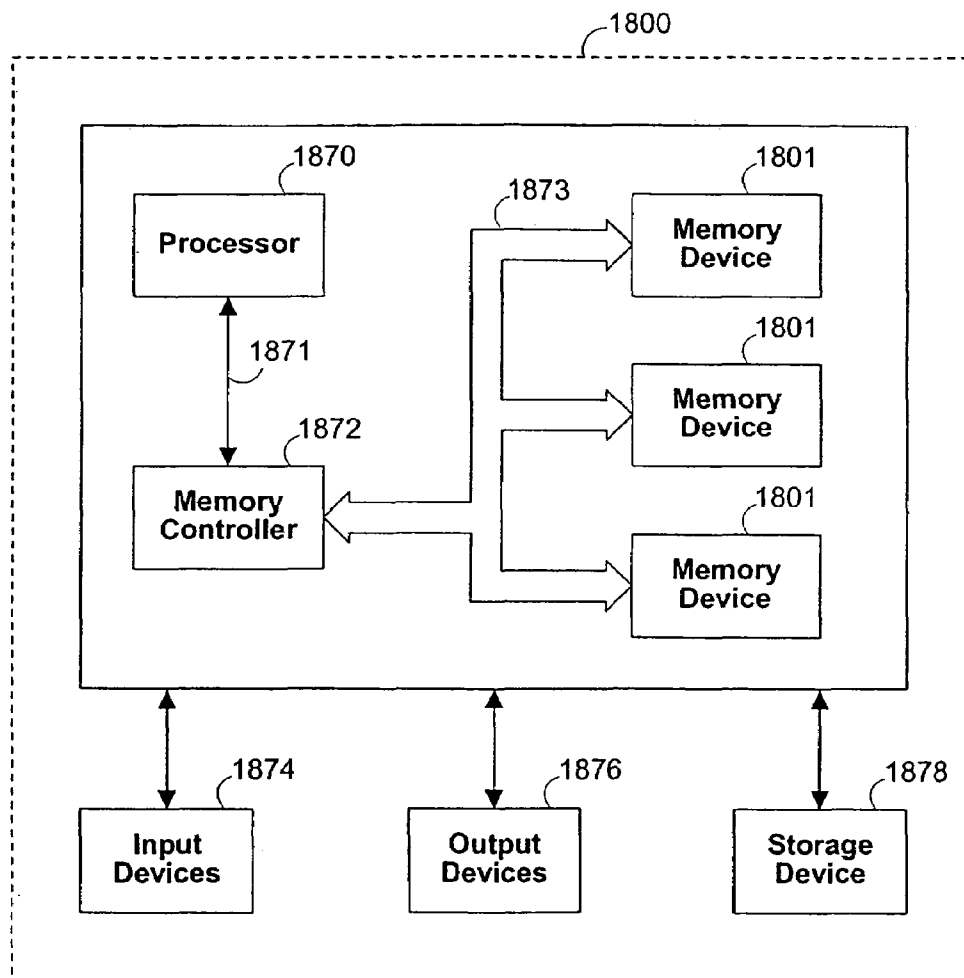 1800
1870
Processor
1871
1872
Memory
Controller
1873
1801
Memory
Device
1801
Memory
Device
1801
Memory
Device
1874
Input
Devices
1876
Output
Devices
1878
Storage
Device